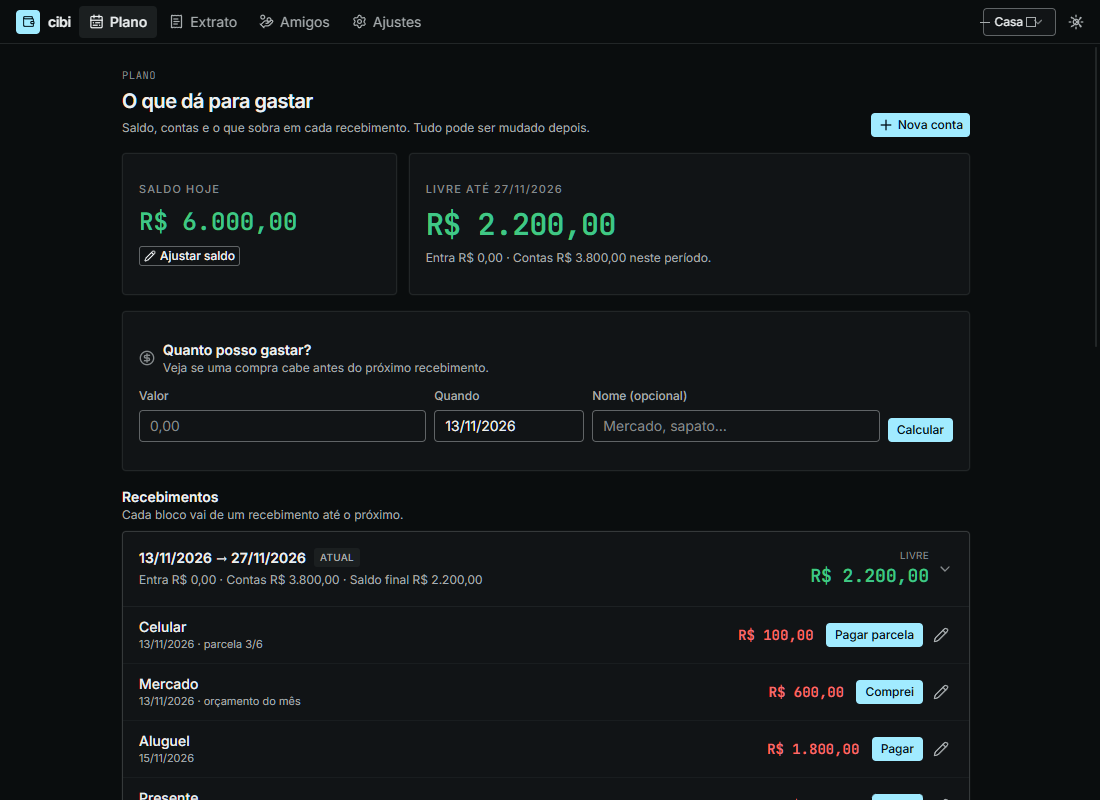 cibi
Plano
Extrato
Amigos
Ajustes
Casa
PLANO
O que dá para gastar
Saldo, contas e o que sobra em cada recebimento. Tudo pode ser mudado depois.
Nova conta
SALDO HOJE
R$ 6.000,00
Ajustar saldo
LIVRE ATÉ 27/11/2026
R$ 2.200,00
Entra R$ 0,00 · Contas R$ 3.800,00 neste período.
Quanto posso gastar?
Veja se uma compra cabe antes do próximo recebimento.
Valor
Quando
Nome (opcional)
0,00
13/11/2026
Mercado, sapato...
Calcular
Recebimentos
Cada bloco vai de um recebimento até o próximo.
13/11/2026 → 27/11/2026 ATUAL
Entra R$ 0,00 · Contas R$ 3.800,00 · Saldo final R$ 2.200,00
LIVRE
R$ 2.200,00
Celular
13/11/2026 · parcela 3/6
R$ 100,00
Pagar parcela
Mercado
13/11/2026 · orçamento do mês
R$ 600,00
Comprei
Aluguel
15/11/2026
R$ 1.800,00
Pagar
Presente